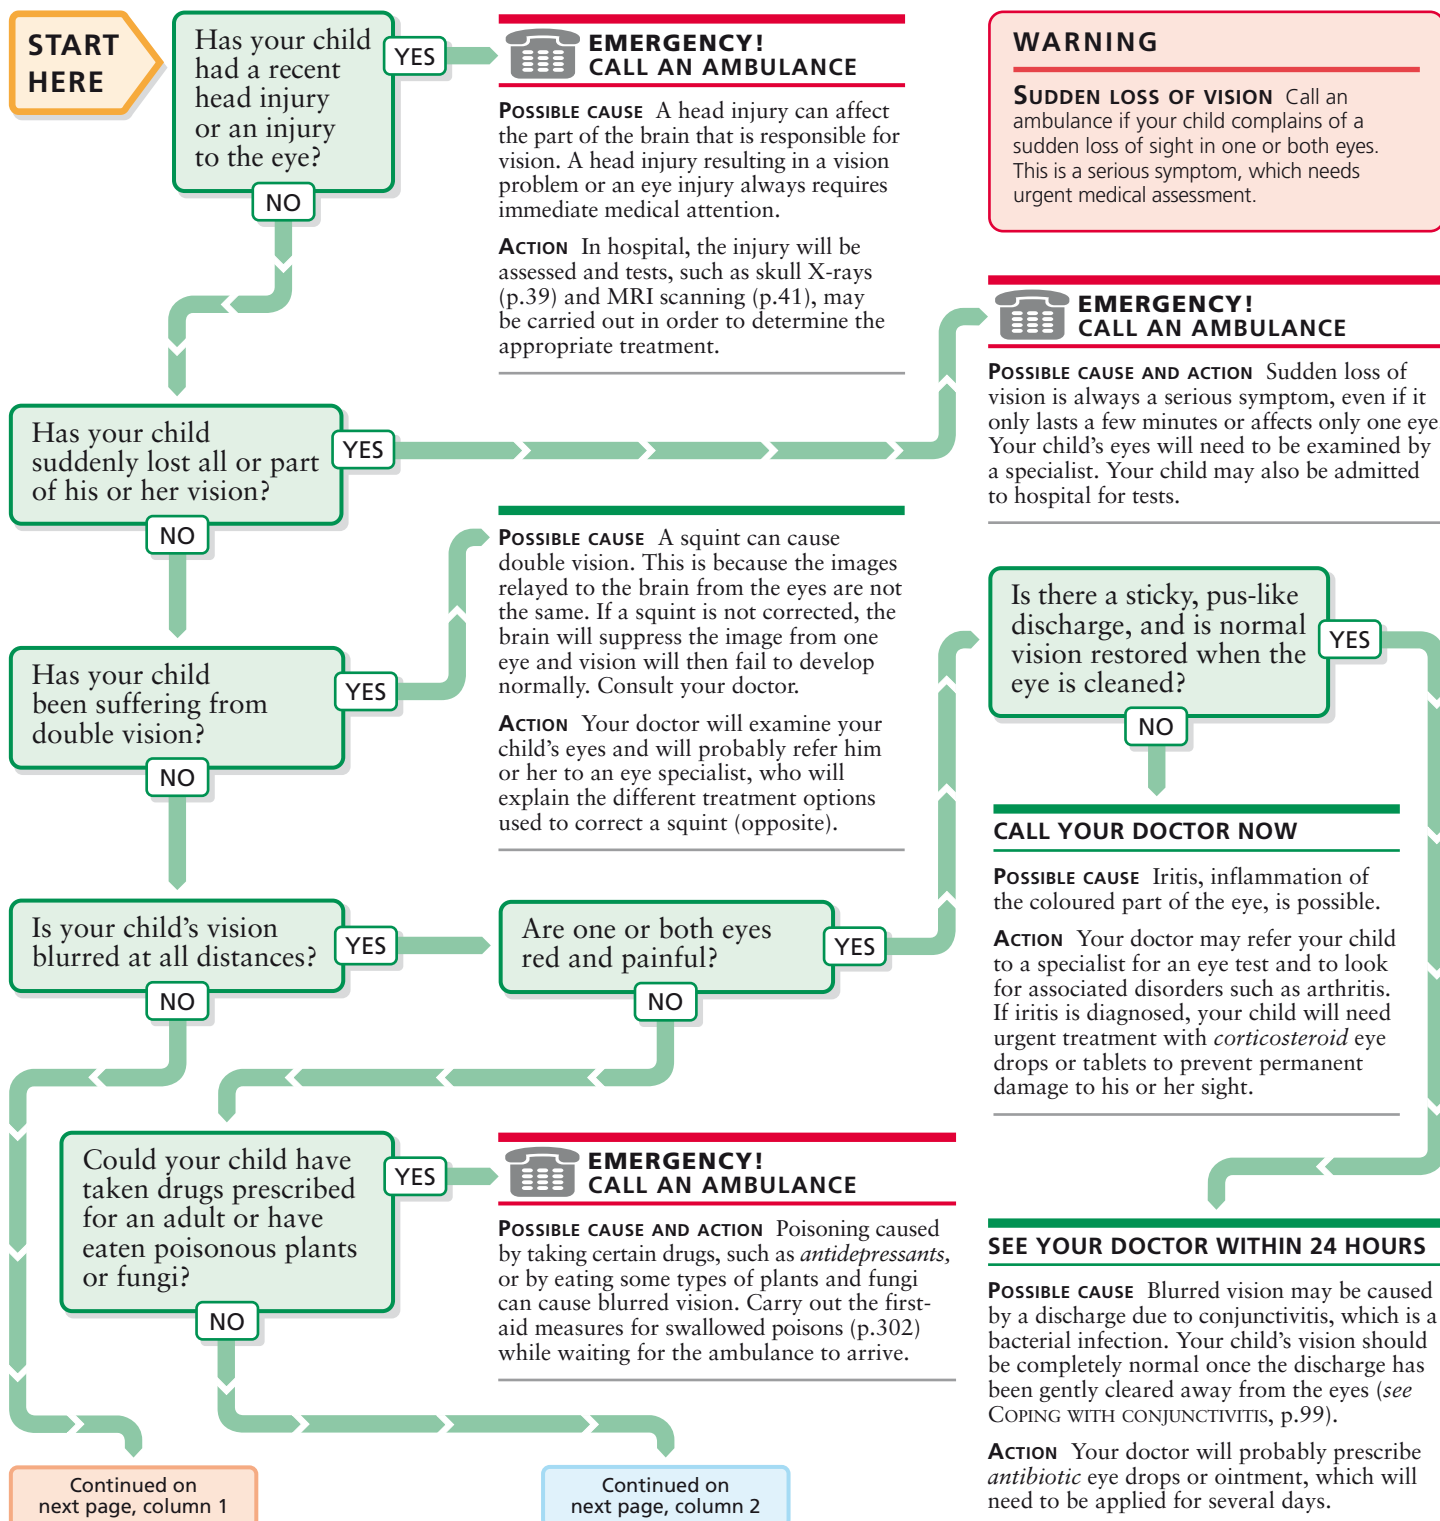 START
HERE
Has your child
had a recent
head injury
or an injury
to the eye?
YES
NO
EMERGENCY!
CALL AN AMBULANCE
POSSIBLE CAUSE A head injury can affect
the part of the brain that is responsible for
vision. A head injury resulting in a vision
problem or an eye injury always requires
immediate medical attention.
ACTION In hospital, the injury will be
assessed and tests, such as skull X-rays
(p.39) and MRI scanning (p.41), may
be carried out in order to determine the
appropriate treatment.
WARNING
SUDDEN LOSS OF VISION Call an
ambulance if your child complains of a
sudden loss of sight in one or both eyes.
This is a serious symptom, which needs
urgent medical assessment.
Has your child
suddenly lost all or part
of his or her vision?
YES
NO
EMERGENCY!
CALL AN AMBULANCE
POSSIBLE CAUSE AND ACTION Sudden loss of
vision is always a serious symptom, even if it
only lasts a few minutes or affects only one eye
Your child's eyes will need to be examined by
a specialist. Your child may also be admitted
to hospital for tests.
Has your child
been suffering from
double vision?
YES
NO
POSSIBLE CAUSE A squint can cause
double vision. This is because the images
relayed to the brain from the eyes are not
the same. If a squint is not corrected, the
brain will suppress the image from one
eye and vision will then fail to develop
normally. Consult your doctor.
ACTION Your doctor will examine your
child's eyes and will probably refer him
or her to an eye specialist, who will
explain the different treatment options
used to correct a squint (opposite).
Is your child's vision
blurred at all distances?
YES
NO
Are one or both eyes
red and painful?
YES
NO
Is there a sticky, pus-like
discharge, and is normal
vision restored when the
eye is cleaned?
YES
NO
CALL YOUR DOCTOR NOW
POSSIBLE CAUSE Iritis, inflammation of
the coloured part of the eye, is possible.
ACTION Your doctor may refer your child
to a specialist for an eye test and to look
for associated disorders such as arthritis.
If iritis is diagnosed, your child will need
urgent treatment with corticosteroid eye
drops or tablets to prevent permanent
damage to his or her sight.
Could your child have
taken drugs prescribed
for an adult or have
eaten poisonous plants
or fungi?
YES
NO
EMERGENCY!
CALL AN AMBULANCE
POSSIBLE CAUSE AND ACTION Poisoning caused
by taking certain drugs, such as antidepressants,
or by eating some types of plants and fungi
can cause blurred vision. Carry out the first-
aid measures for swallowed poisons (p.302)
while waiting for the ambulance to arrive.
SEE YOUR DOCTOR WITHIN 24 HOURS
POSSIBLE CAUSE Blurred vision may be caused
by a discharge due to conjunctivitis, which is a
bacterial infection. Your child's vision should
be completely normal once the discharge has
been gently cleared away from the eyes (see
COPING WITH CONJUNCTIVITIS, p.99).
ACTION Your doctor will probably prescribe
antibiotic eye drops or ointment, which will
need to be applied for several days.
Continued on
next page, column 1
Continued on
next page, column 2